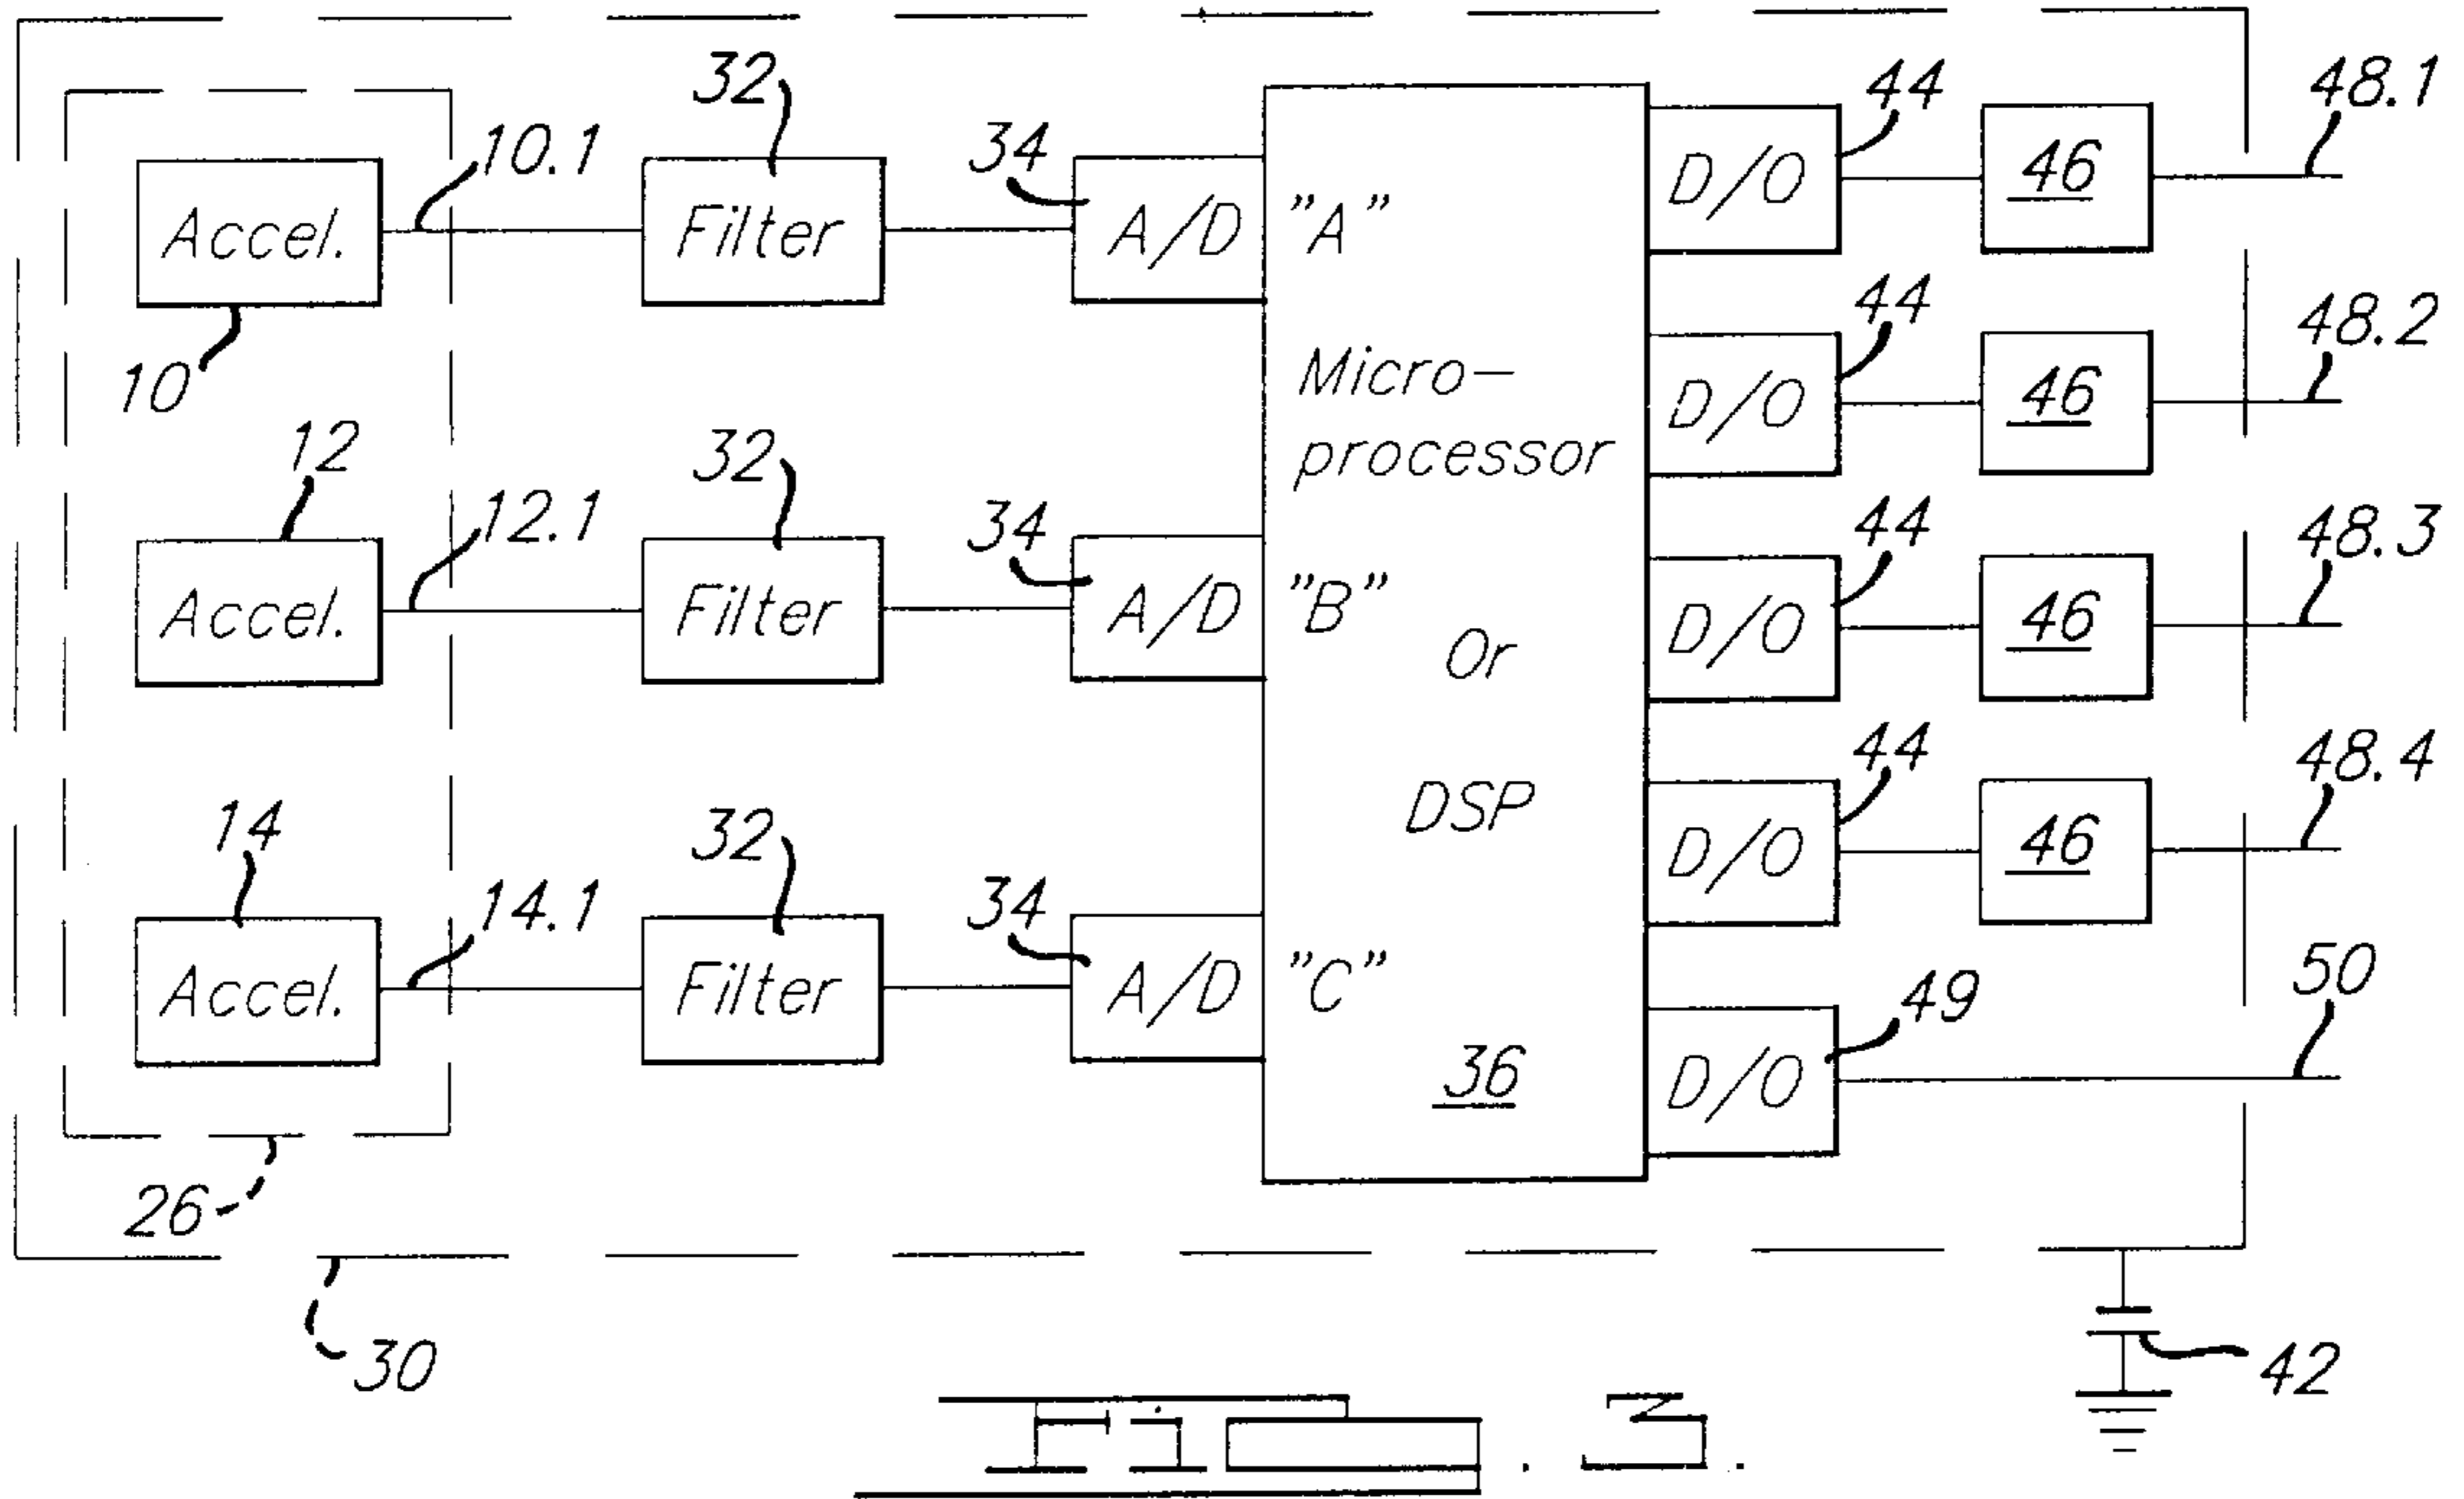 32
44
48.1
10.1
34
D/O
46
Accel.
Filter
A/D
"A"
10
44
48.2
Micro-
processor
D/O
46
12
32
12.1
34
44
48.3
Accel.
Filter
A/D
"B"
Or
D/O
46
44
48.4
14
32
DSP
D/O
46
14.1
34
Accel.
Filter
A/D
"C"
49
50
36
D/O
26
30
42
FIG. 3.